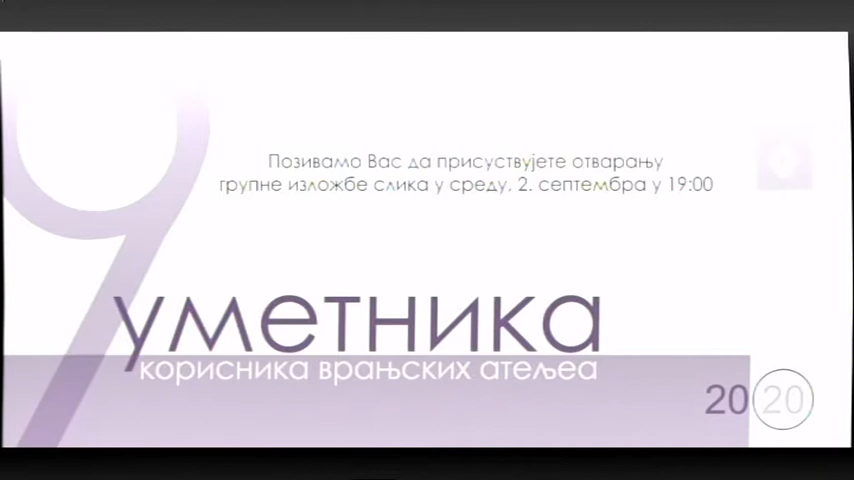 Позивамо Вас да присуствујете отварању
групне изложбе слика у среду, 2. септембра у 19:00
9
уметника
корисника врањских атељеа
2020